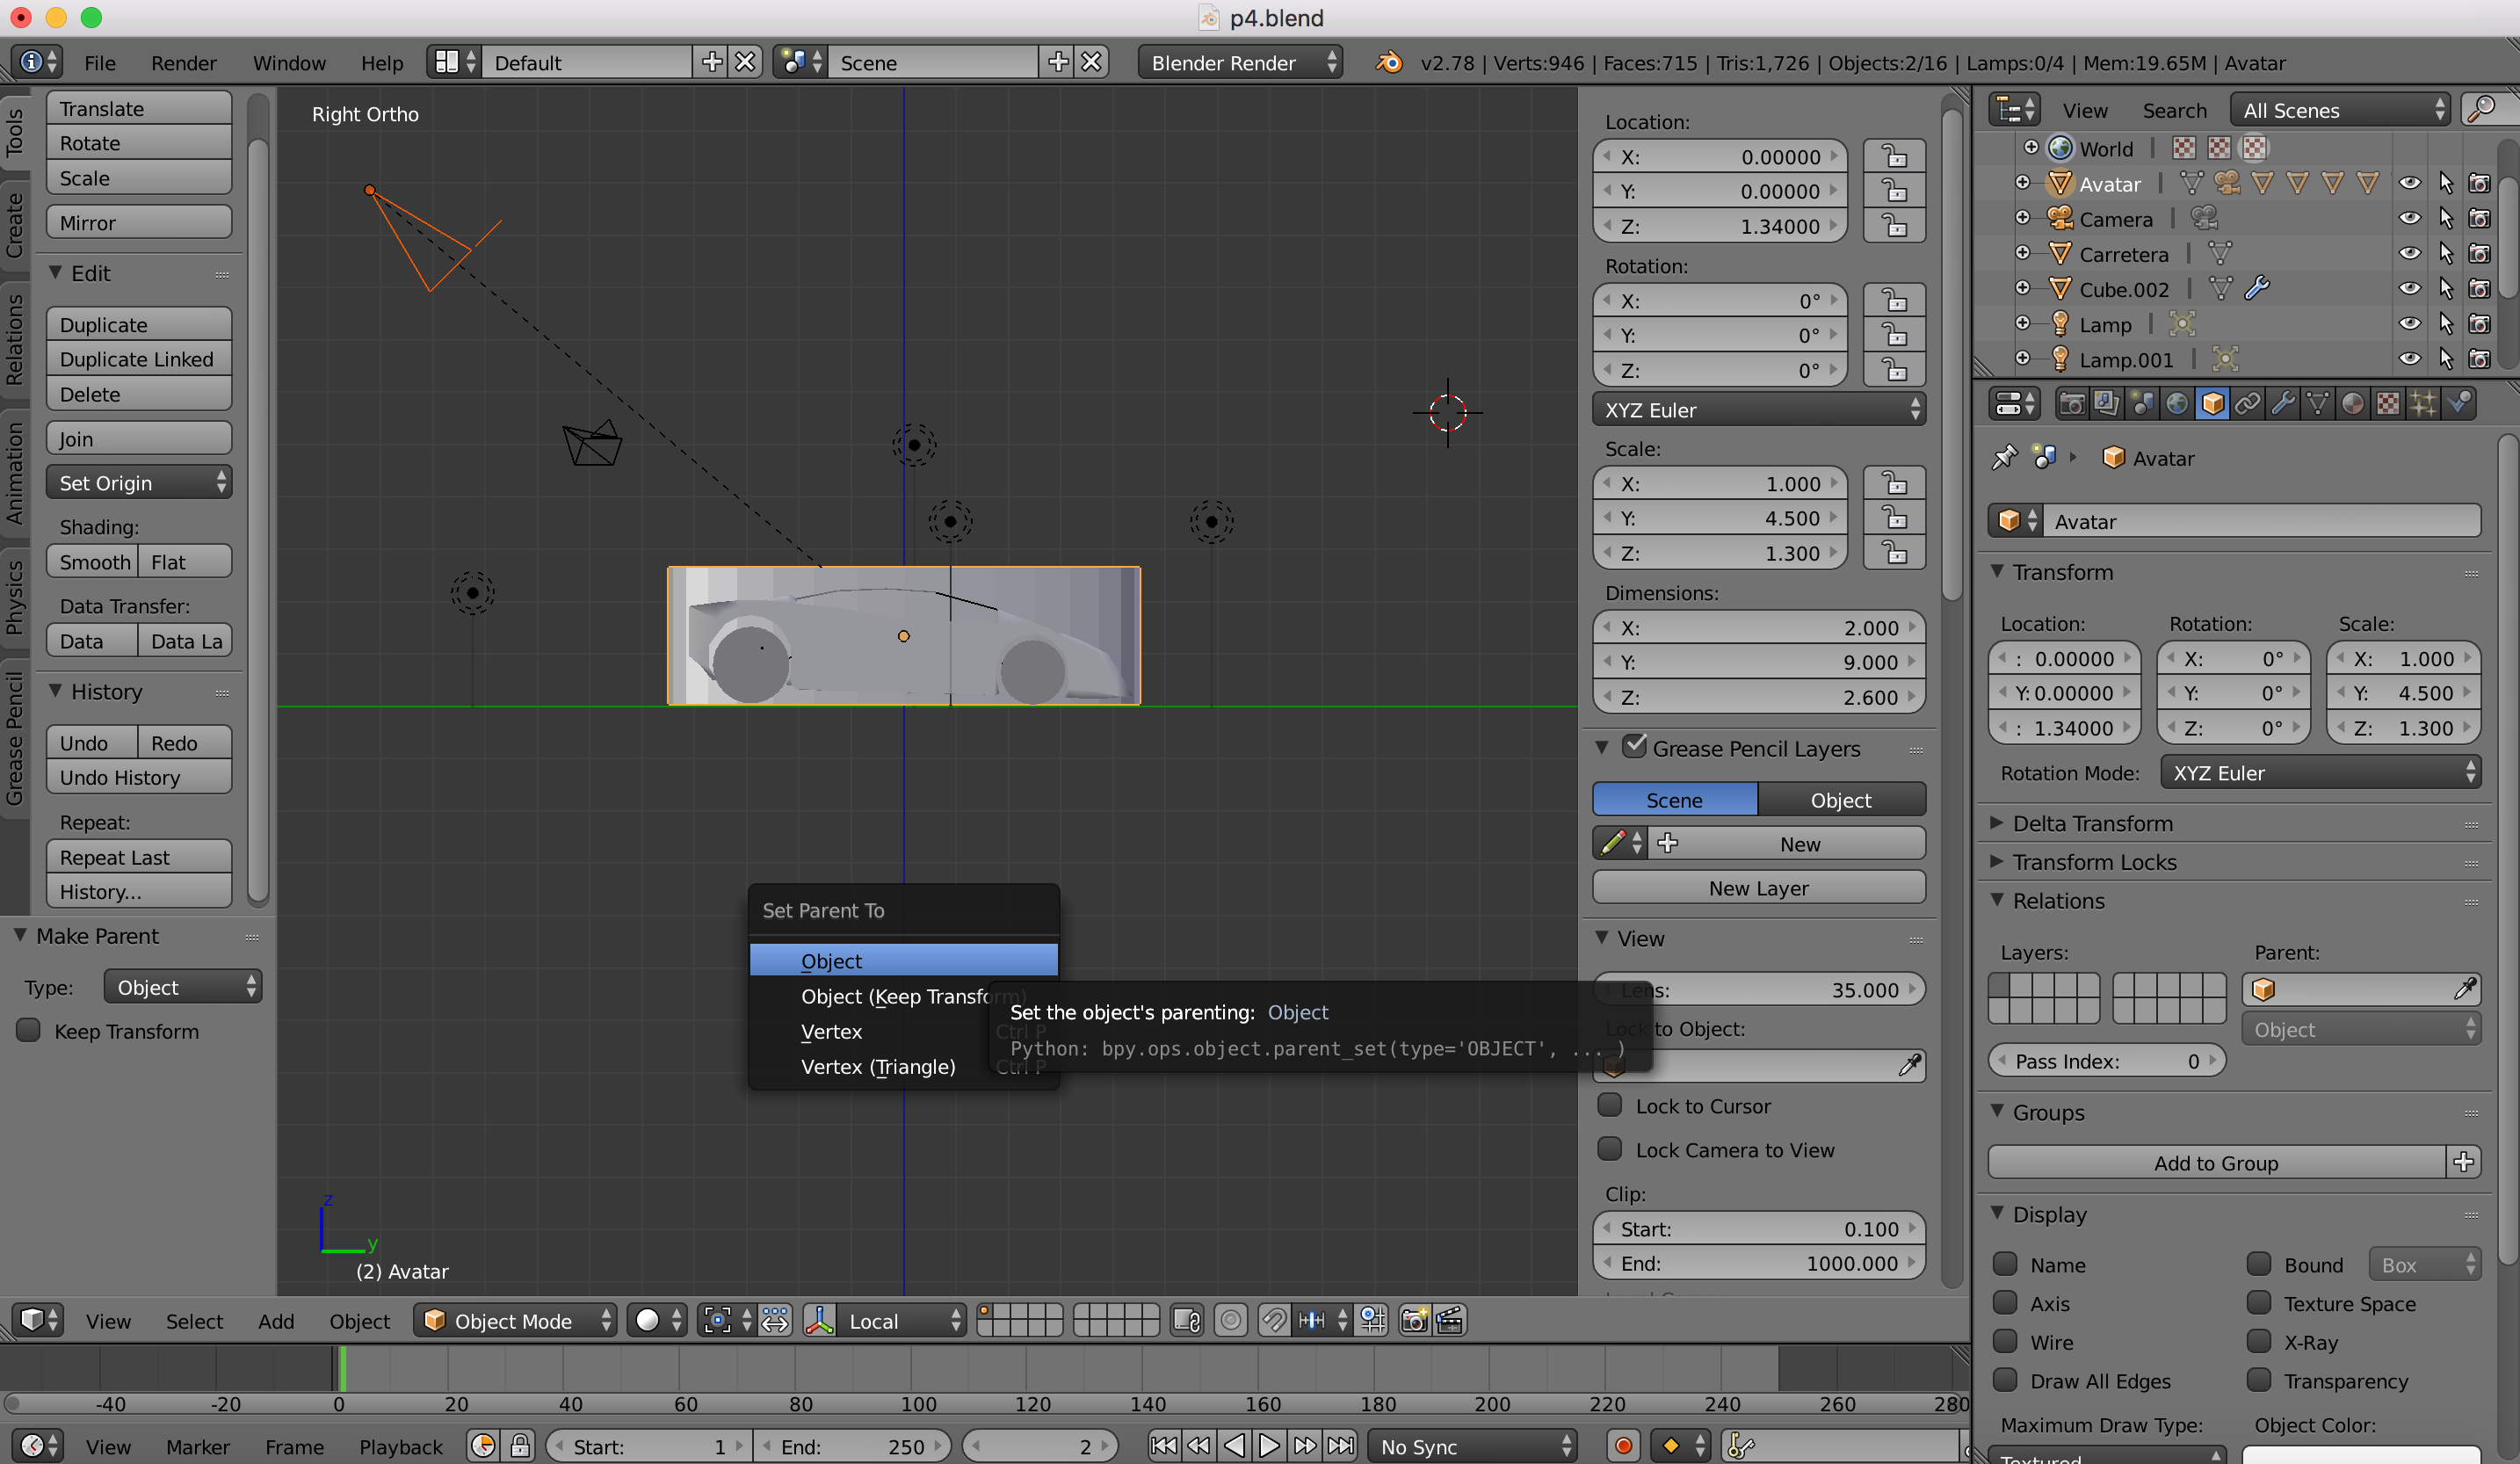 p4.blend
File Render Window Help Default Scene Blender Render v2.78 | Verts:946 | Faces:715 | Tris:1,726 | Objects:2/16 | Lamps:0/4 | Mem:19.65M | Avatar
Tools
Create
Relations
Animation
Physics
Grease Pencil
Translate
Rotate
Scale
Mirror
Edit
Duplicate
Duplicate Linked
Delete
Join
Set Origin
Shading:
Smooth Flat
Data Transfer:
Data Data La
History
Undo Redo
Undo History
Repeat:
Repeat Last
History...
Make Parent
Type: Object
Keep Transform
Right Ortho
Set Parent To
Object
Object (Keep Transform)
Vertex Ctrl P
Vertex (Triangle) Ctrl P
Set the object's parenting: Object
Python: bpy.ops.object.parent_set(type='OBJECT', ... )
z
y
(2) Avatar
Location:
X: 0.00000
Y: 0.00000
Z: 1.34000
Rotation:
X: 0°
Y: 0°
Z: 0°
XYZ Euler
Scale:
X: 1.000
Y: 4.500
Z: 1.300
Dimensions:
X: 2.000
Y: 9.000
Z: 2.600
Grease Pencil Layers
Scene Object
New
New Layer
View
Lens: 35.000
Lock to Object:
Lock to Cursor
Lock Camera to View
Clip:
Start: 0.100
End: 1000.000
View Search All Scenes
World
Avatar
Camera
Carretera
Cube.002
Lamp
Lamp.001
Avatar
Avatar
Transform
Location: Rotation: Scale:
: 0.00000 X: 0° X: 1.000
Y: 0.00000 Y: 0° Y: 4.500
: 1.34000 Z: 0° Z: 1.300
Rotation Mode: XYZ Euler
Delta Transform
Transform Locks
Relations
Layers: Parent:
Object
Pass Index: 0
Groups
Add to Group
Display
Name Bound Box
Axis Texture Space
Wire X-Ray
Draw All Edges Transparency
Maximum Draw Type: Object Color:
Textured
View Select Add Object Object Mode Local
-40 -20 0 20 40 60 80 100 120 140 160 180 200 220 240 260 280
View Marker Frame Playback Start: 1 End: 250 2 No Sync